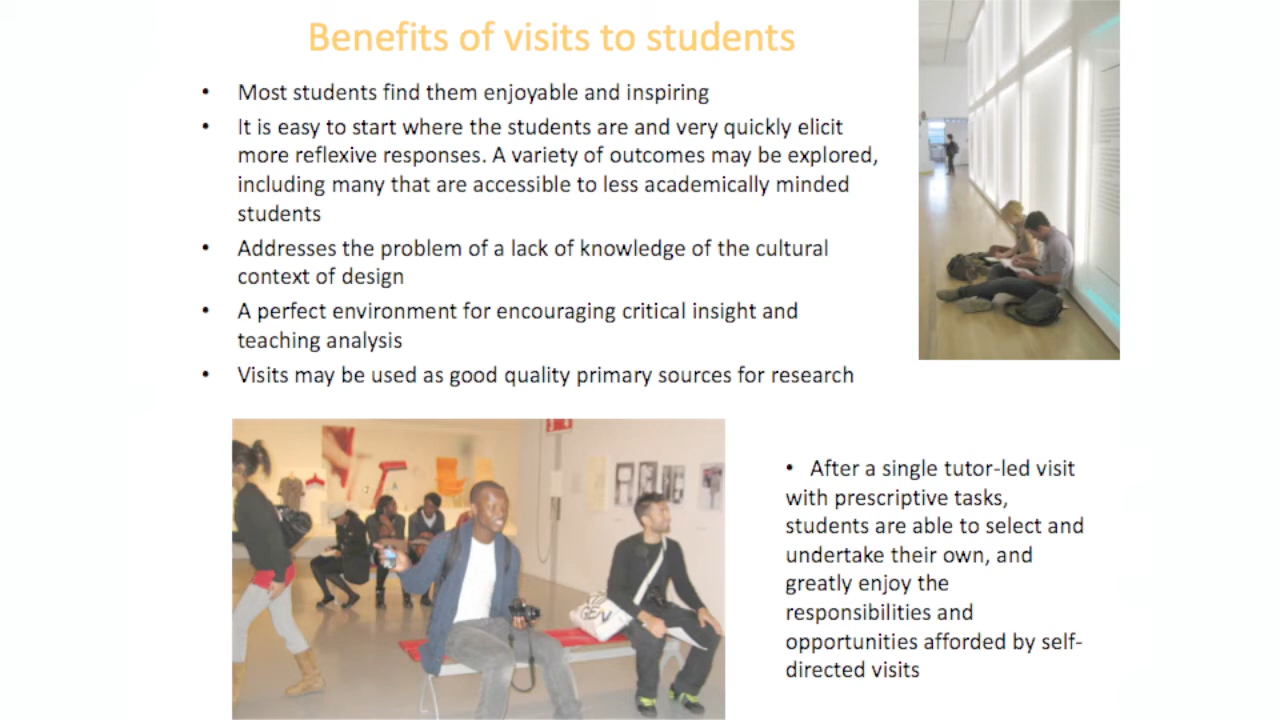 Benefits of visits to students
• Most students find them enjoyable and inspiring
• It is easy to start where the students are and very quickly elicit
more reflexive responses. A variety of outcomes may be explored,
including many that are accessible to less academically minded
students
• Addresses the problem of a lack of knowledge of the cultural
context of design
• A perfect environment for encouraging critical insight and
teaching analysis
• Visits may be used as good quality primary sources for research
• After a single tutor-led visit
with prescriptive tasks,
students are able to select and
undertake their own, and
greatly enjoy the
responsibilities and
opportunities afforded by self-
directed visits